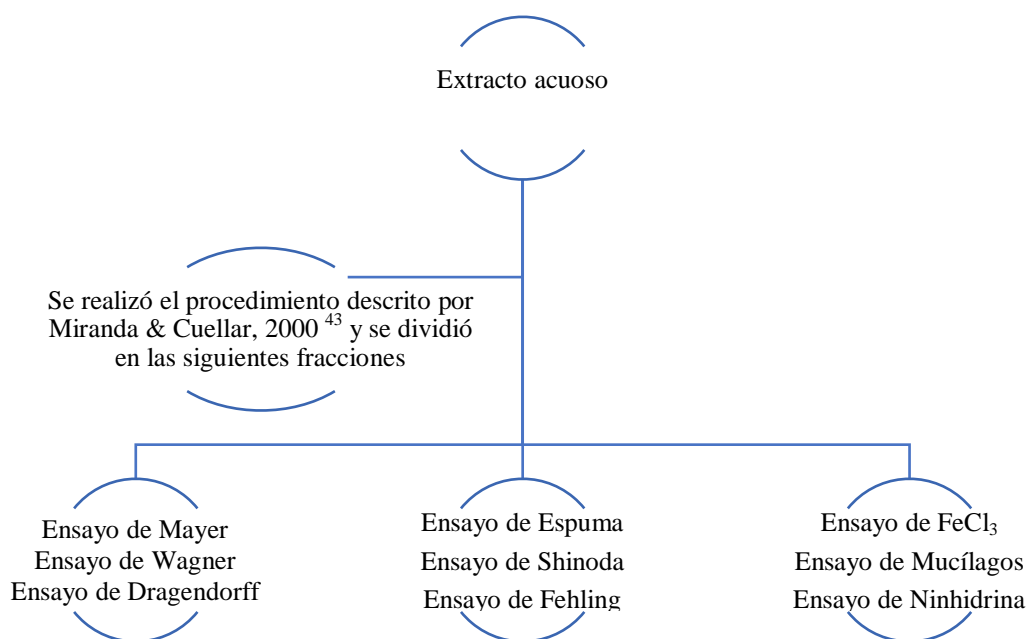 Extracto acuoso
Se realizó el procedimiento descrito por
Miranda & Cuellar, 2000 ⁴³ y se dividió
en las siguientes fracciones
Ensayo de Mayer
Ensayo de Wagner
Ensayo de Dragendorff
Ensayo de Espuma
Ensayo de Shinoda
Ensayo de Fehling
Ensayo de FeCl₃
Ensayo de Mucílagos
Ensayo de Ninhidrina